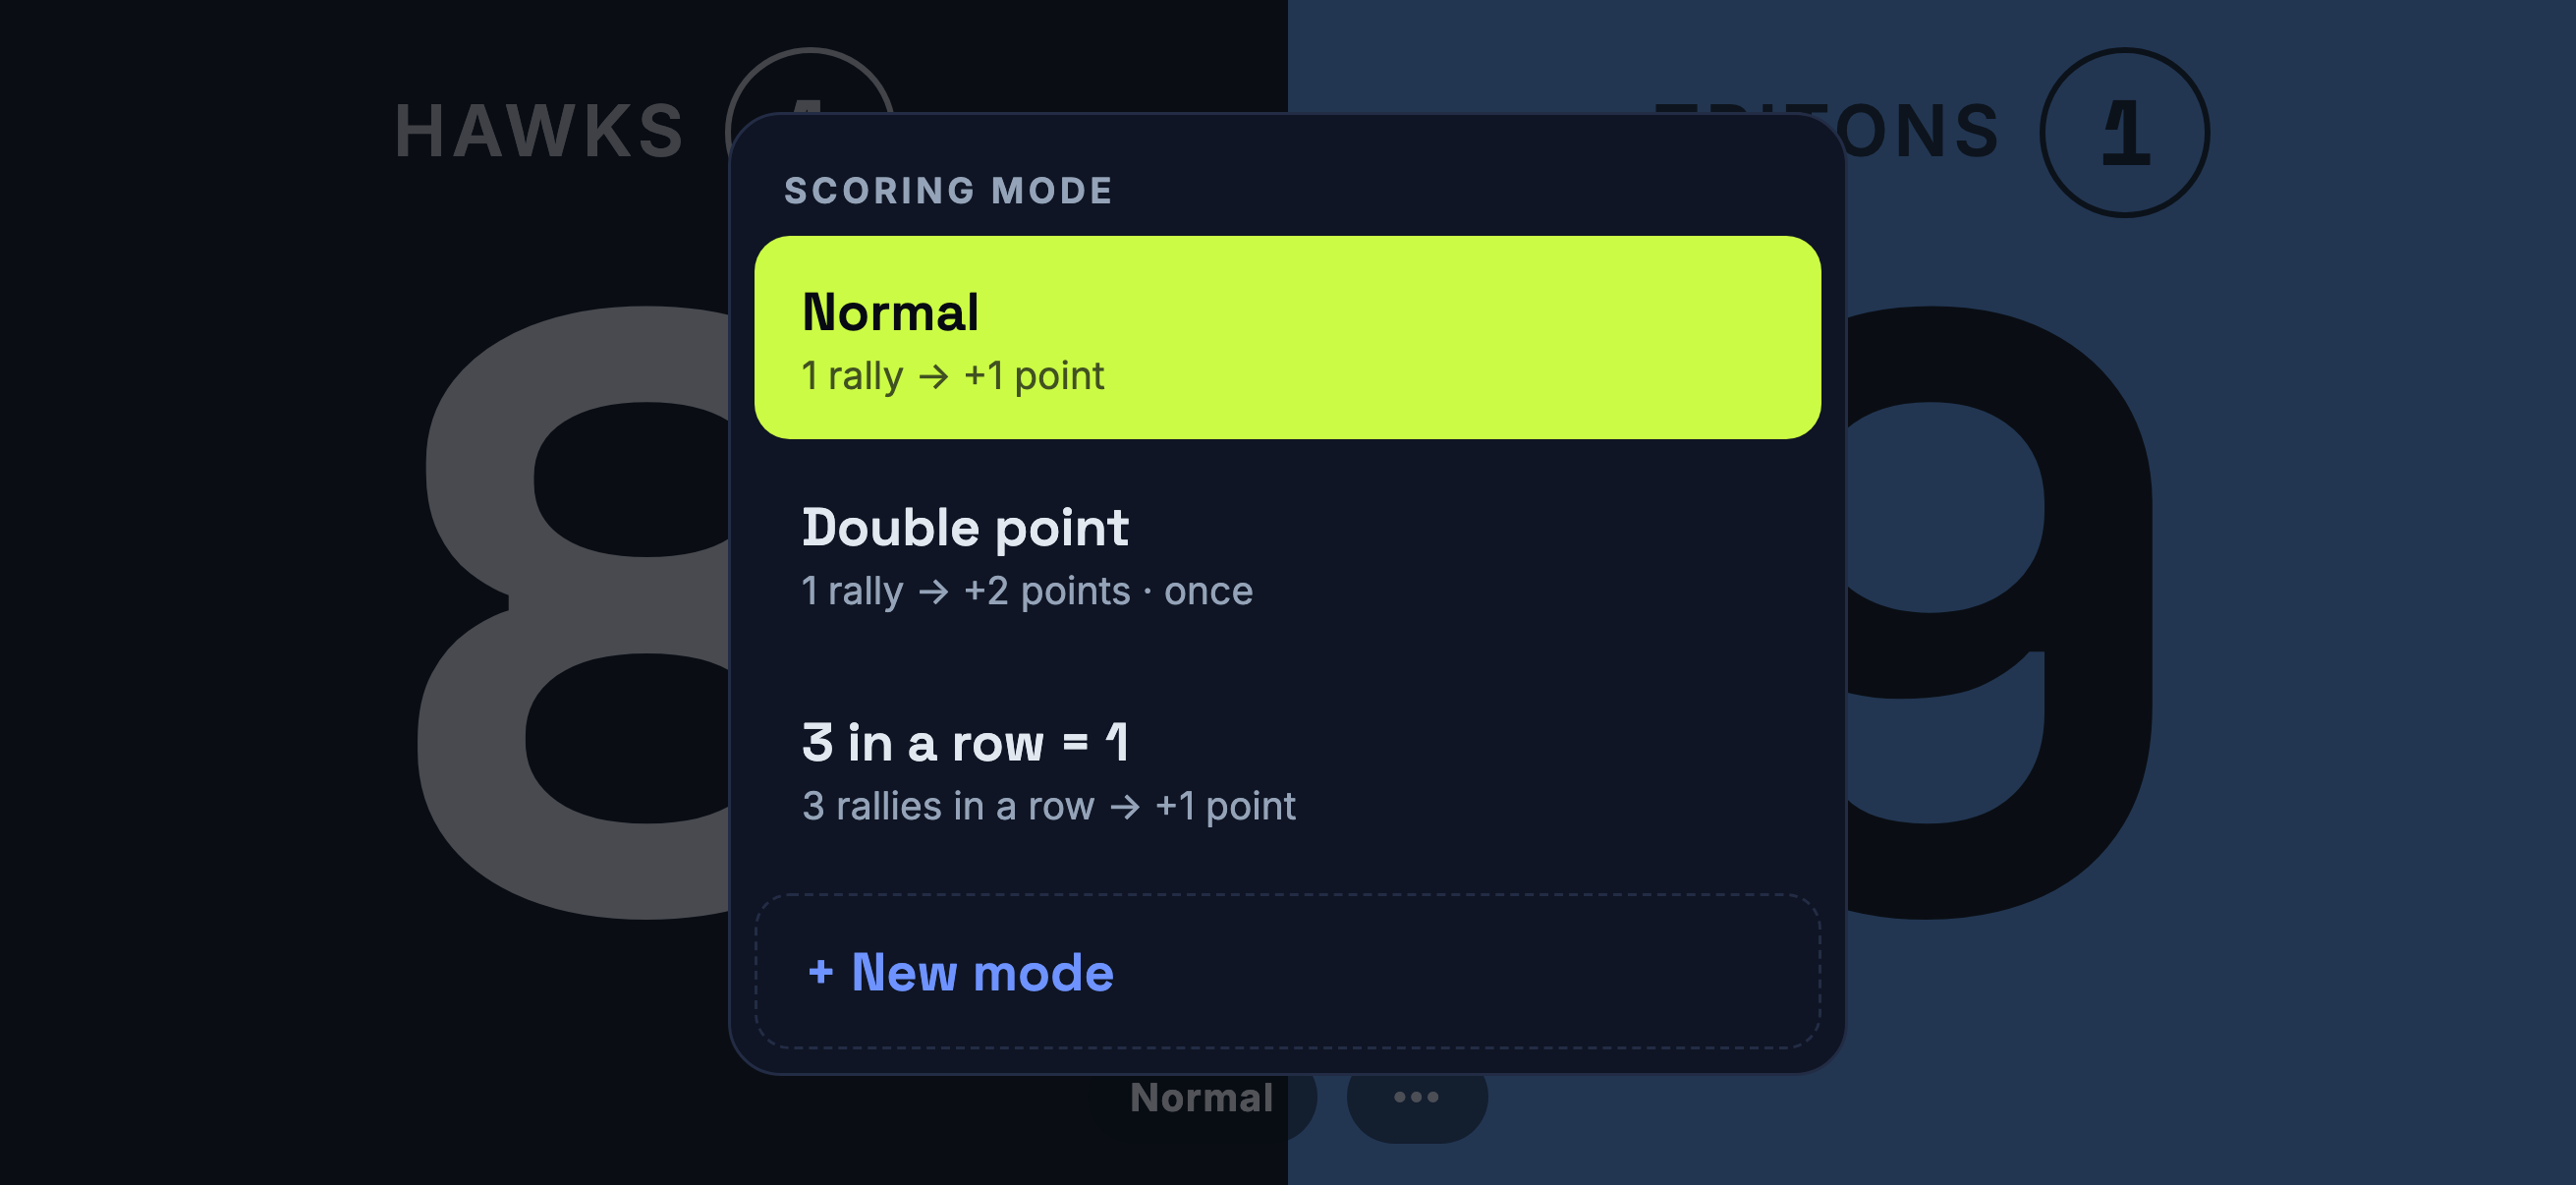 HAWKS
TRITONS 1
SCORING MODE
Normal
1 rally → +1 point
Double point
1 rally → +2 points · once
3 in a row = 1
3 rallies in a row → +1 point
+ New mode
8
9
Normal
•••